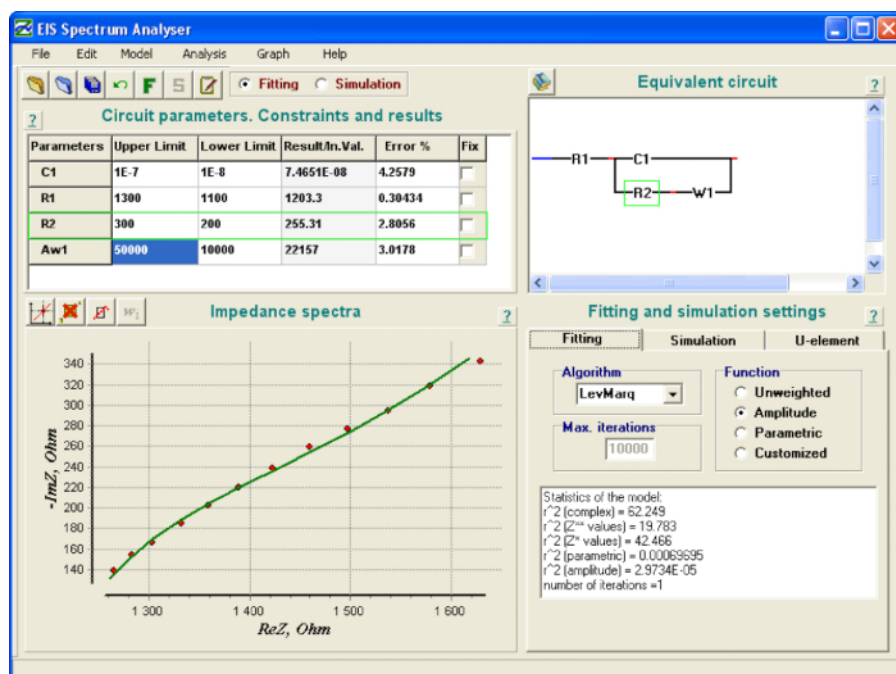 EIS Spectrum Analyser
File Edit Model Analysis Graph Help
F S Fitting Simulation
? Circuit parameters. Constraints and results
Parameters Upper Limit Lower Limit Result/In.Val. Error % Fix
C1 1E-7 1E-8 7.4651E-08 4.2579
R1 1300 1100 1203.3 0.30434
R2 300 200 255.31 2.8056
Aw1 50000 10000 22157 3.0178
Equivalent circuit ?
R1 C1
R2 W1
Impedance spectra ?
340
320
300
280
260
240
220
200
180
160
140
-ImZ, Ohm
1 300 1 400 1 500 1 600
ReZ, Ohm
Fitting and simulation settings ?
Fitting Simulation U-element
Algorithm
LevMarq
Max. iterations
10000
Function
Unweighted
Amplitude
Parametric
Customized
Statistics of the model:
r^2 (complex) = 62.249
r^2 (Z'' values) = 19.783
r^2 (Z' values) = 42.466
r^2 (parametric) = 0.00069695
r^2 (amplitude) = 2.9734E-05
number of iterations =1